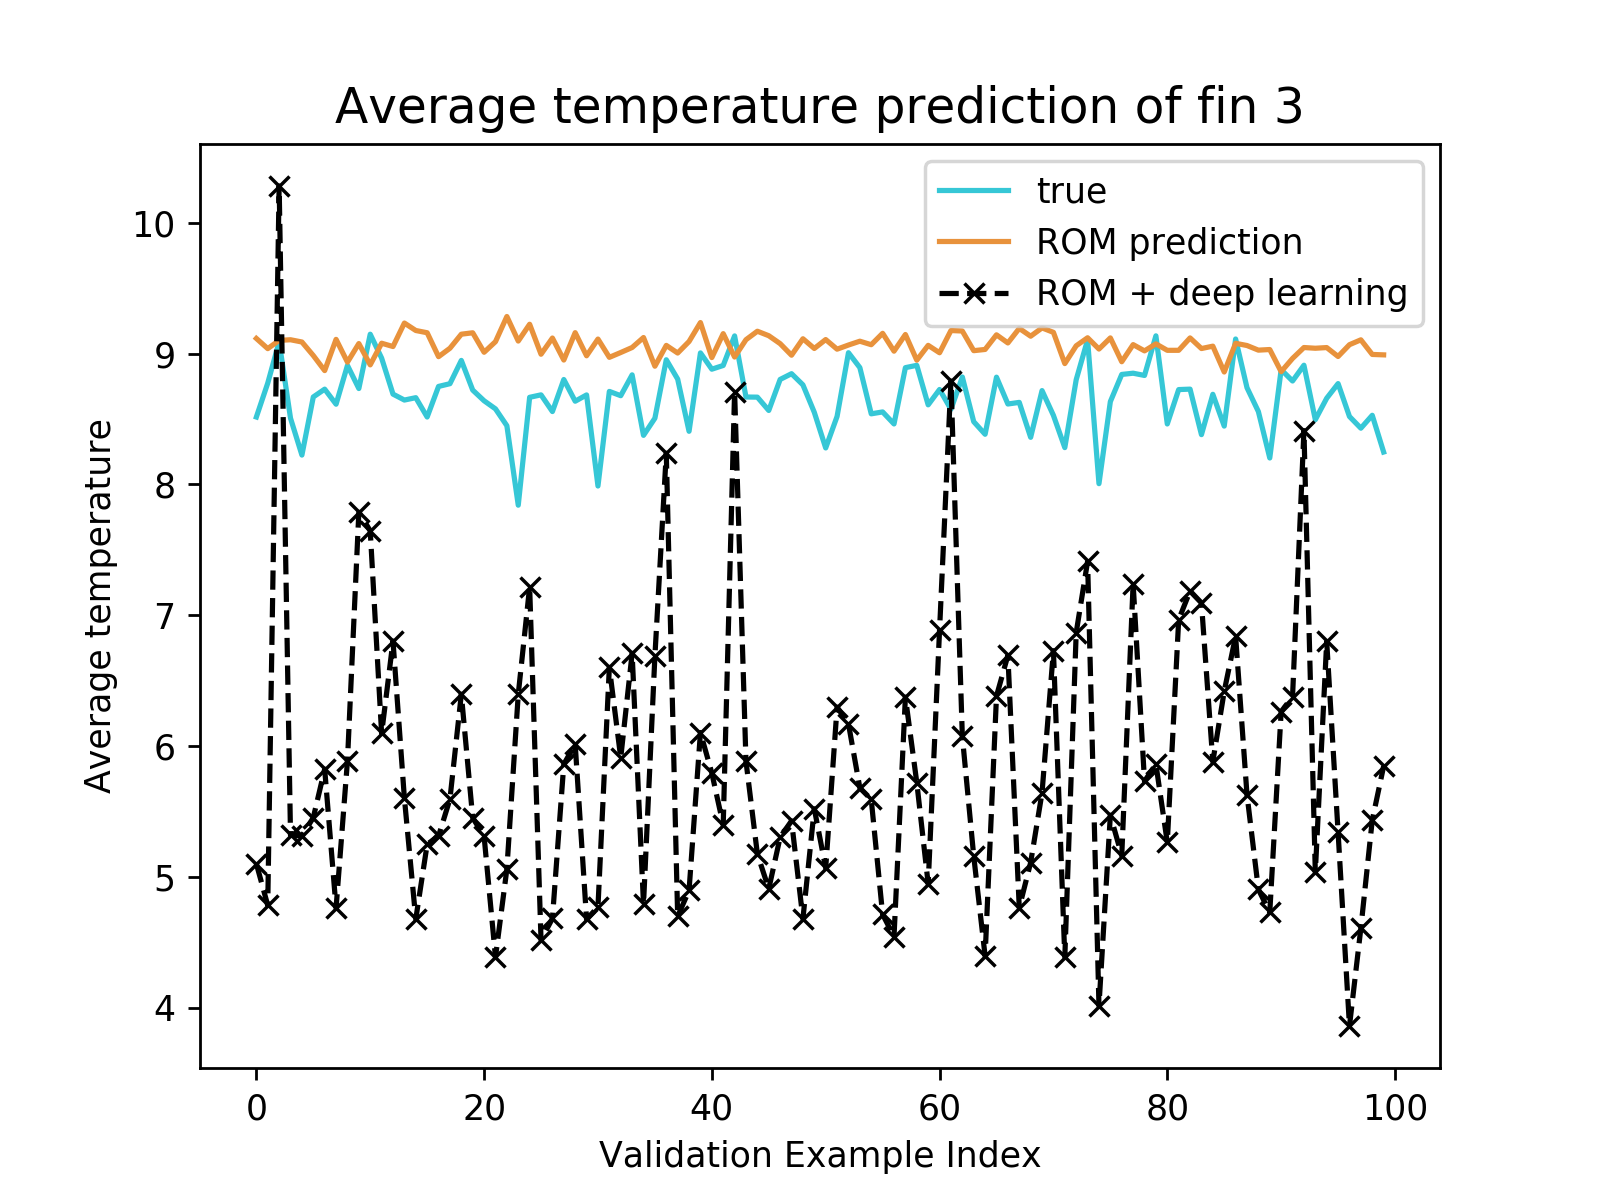 Average temperature prediction of fin 3
true
ROM prediction
ROM + deep learning
Average temperature
10
9
8
7
6
5
4
0 20 40 60 80 100
Validation Example Index